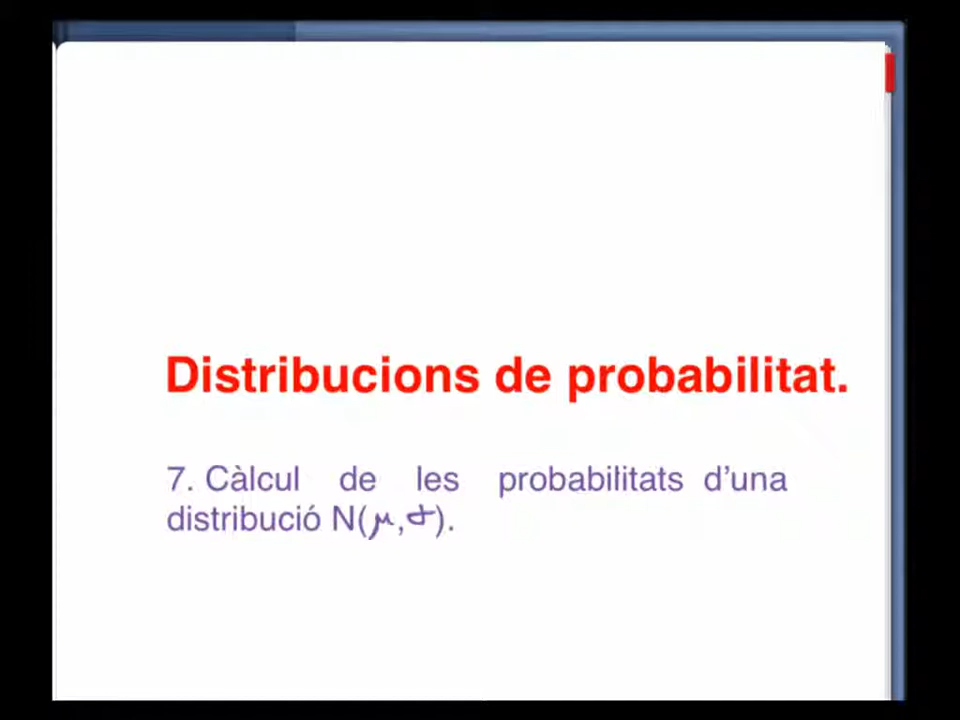 Distribucions de probabilitat.
7. Càlcul de les probabilitats d’una
distribució N(μ,σ).